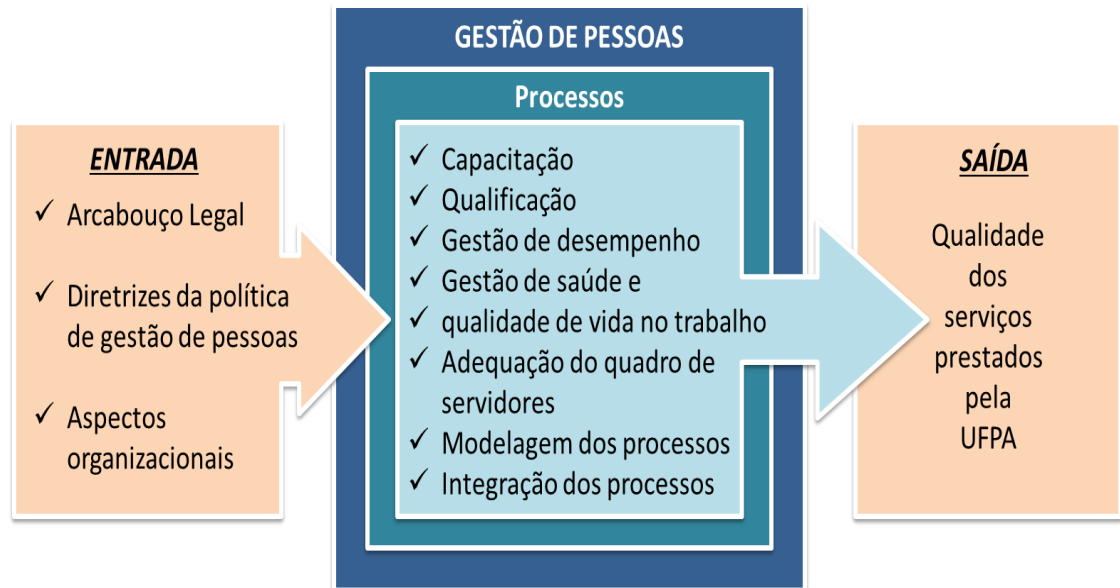 GESTÃO DE PESSOAS
Processos
ENTRADA
✓ Arcabouço Legal
✓ Diretrizes da política
de gestão de pessoas
✓ Aspectos
organizacionais
✓ Capacitação
✓ Qualificação
✓ Gestão de desempenho
✓ Gestão de saúde e
✓ qualidade de vida no trabalho
✓ Adequação do quadro de
servidores
✓ Modelagem dos processos
✓ Integração dos processos
SAÍDA
Qualidade
dos
serviços
prestados
pela
UFPA